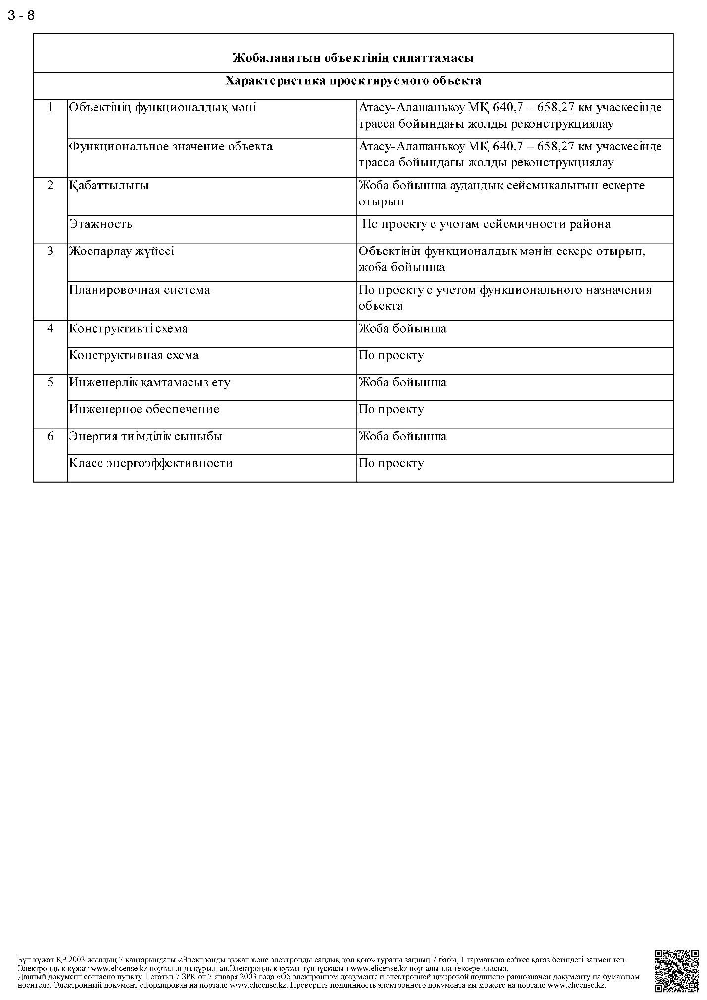 3 - 8
Жобаланатын объектінің сипаттамасы
Характеристика проектируемого объекта
1
Объектінің функционалдық мәні
Атасу-Алашанькоу МҚ 640,7 – 658,27 км учаскесінде
трасса бойындағы жолды реконструкциялау
Функциональное значение объекта
Атасу-Алашанькоу МҚ 640,7 – 658,27 км учаскесінде
трасса бойындағы жолды реконструкциялау
2
Қабаттылығы
Жоба бойынша аудандық сейсмикалығын ескерте
отырып
Этажность
По проекту с учотам сейсмичности района
3
Жоспарлау жүйесі
Объектінің функционалдық мәнін ескере отырып,
жоба бойынша
Планировочная система
По проекту с учетом функционального назначения
объекта
4
Конструктивті схема
Жоба бойынша
Конструктивная схема
По проекту
5
Инженерлік қамтамасыз ету
Жоба бойынша
Инженерное обеспечение
По проекту
6
Энергия тиімділік сыныбы
Жоба бойынша
Класс энергоэффективности
По проекту
Бұл құжат ҚР 2003 жылдың 7 қаңтарындағы «Электронды құжат және электронды сандық қол қою» туралы заңның 7 бабы, 1 тармағына сәйкес қағаз бетіндегі заңмен тең.
Электрондық құжат www.elicense.kz порталында құрылған.Электрондық құжат түпнұсқасын www.elicense.kz порталында тексере аласыз.
Данный документ согласно пункту 1 статьи 7 ЗРК от 7 января 2003 года «Об электронном документе и электронной цифровой подписи» равнозначен документу на бумажном
носителе. Электронный документ сформирован на портале www.elicense.kz. Проверить подлинность электронного документа вы можете на портале www.elicense.kz.